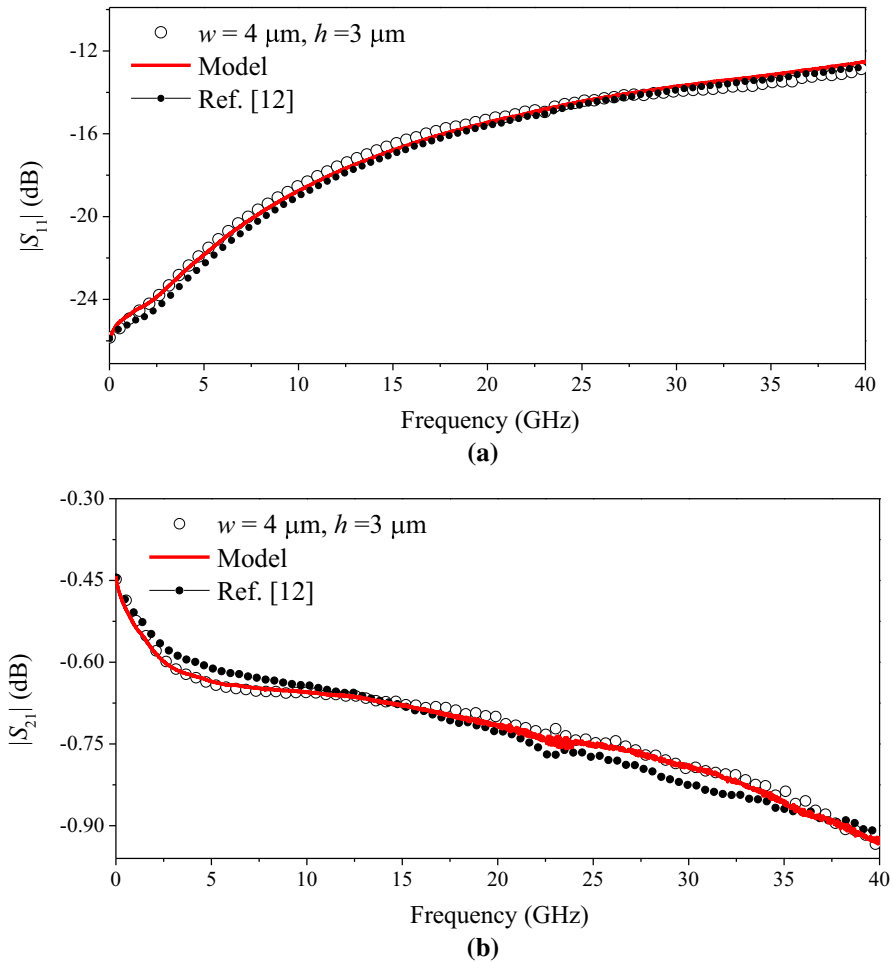 w = 4 μm, h =3 μm
Model
Ref. [12]
-12
-16
-20
-24
|S11| (dB)
0 5 10 15 20 25 30 35 40
Frequency (GHz)
(a)
-0.30
-0.45
-0.60
-0.75
-0.90
|S21| (dB)
w = 4 μm, h =3 μm
Model
Ref. [12]
0 5 10 15 20 25 30 35 40
Frequency (GHz)
(b)